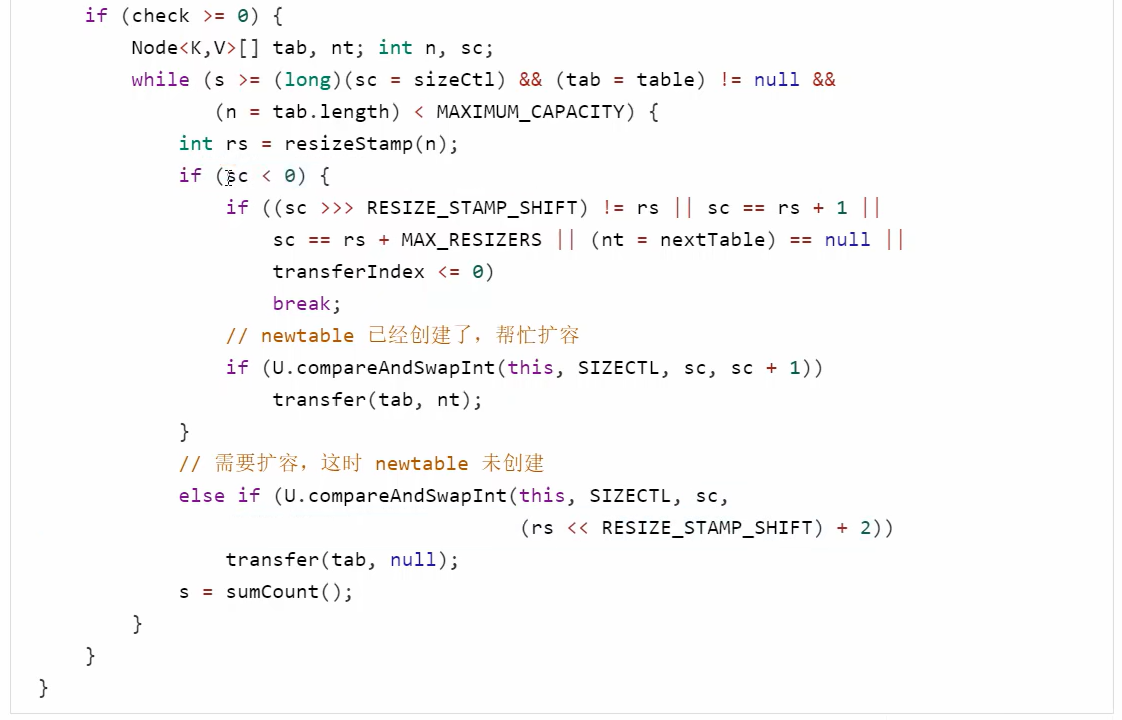 if (check >= 0) {
Node<K,V>[] tab, nt; int n, sc;
while (s >= (long)(sc = sizeCtl) && (tab = table) != null &&
(n = tab.length) < MAXIMUM_CAPACITY) {
int rs = resizeStamp(n);
if (sc < 0) {
if ((sc >>> RESIZE_STAMP_SHIFT) != rs || sc == rs + 1 ||
sc == rs + MAX_RESIZERS || (nt = nextTable) == null ||
transferIndex <= 0)
break;
// newtable 已经创建了，帮忙扩容
if (U.compareAndSwapInt(this, SIZECTL, sc, sc + 1))
transfer(tab, nt);
}
// 需要扩容，这时 newtable 未创建
else if (U.compareAndSwapInt(this, SIZECTL, sc,
(rs << RESIZE_STAMP_SHIFT) + 2))
transfer(tab, null);
s = sumCount();
}
}
}